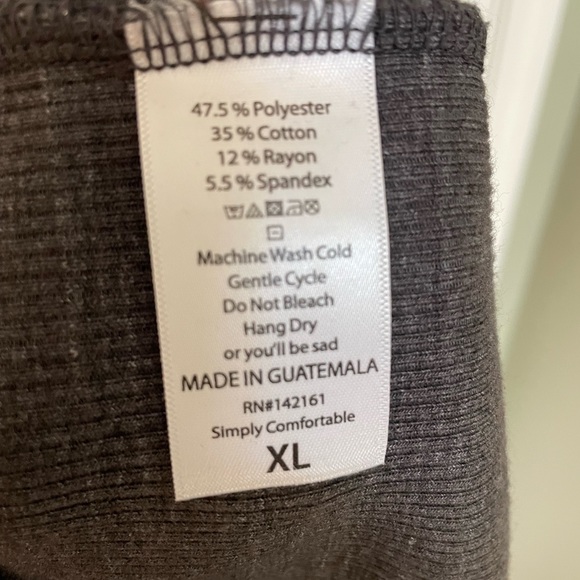 47.5 % Polyester
35 % Cotton
12 % Rayon
5.5 % Spandex
Machine Wash Cold
Gentle Cycle
Do Not Bleach
Hang Dry
or you'll be sad
MADE IN GUATEMALA
RN#142161
Simply Comfortable
XL